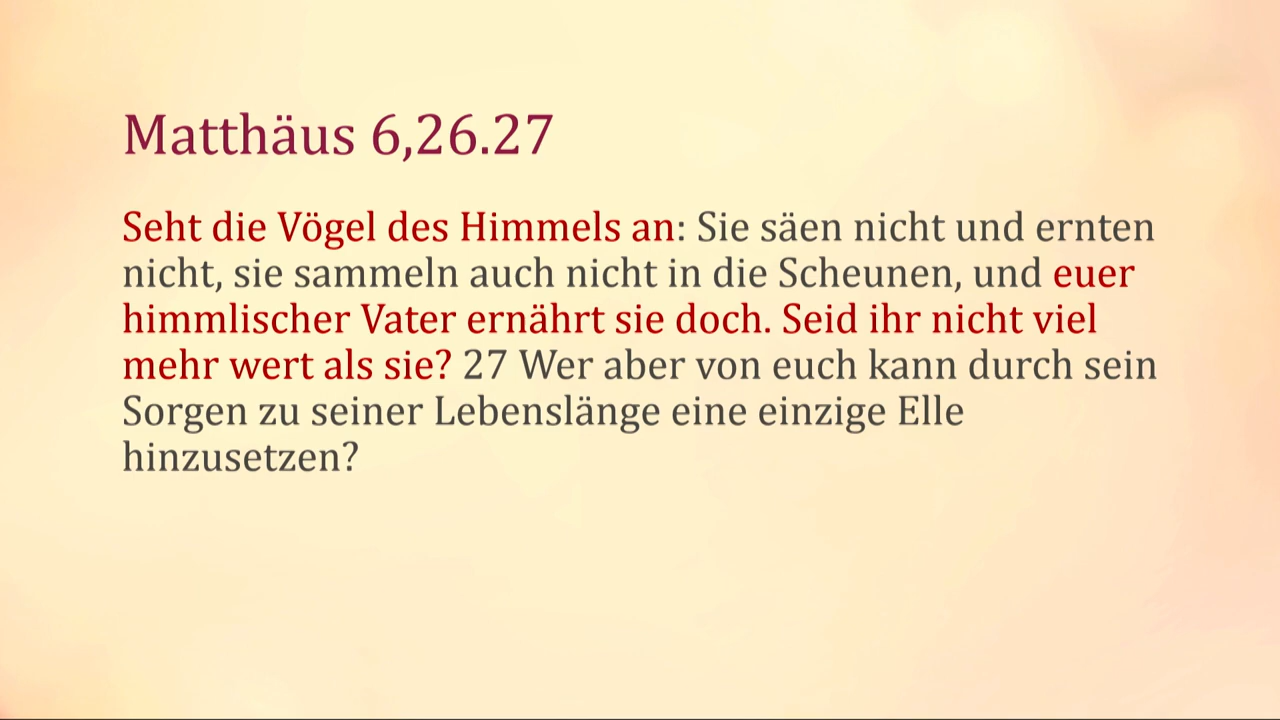 Matthäus 6,26.27
Seht die Vögel des Himmels an: Sie säen nicht und ernten
nicht, sie sammeln auch nicht in die Scheunen, und euer
himmlischer Vater ernährt sie doch. Seid ihr nicht viel
mehr wert als sie? 27 Wer aber von euch kann durch sein
Sorgen zu seiner Lebenslänge eine einzige Elle
hinzusetzen?